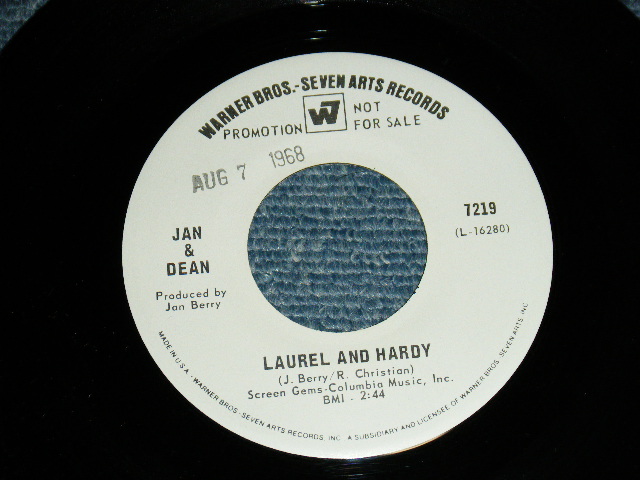 WARNER BROS.-SEVEN ARTS RECORDS
W7
PROMOTION NOT FOR SALE
AUG 7 1968
JAN & DEAN
Produced by
Jan Berry
7219
(L-16280)
LAUREL AND HARDY
(J. Berry/R. Christian)
Screen Gems-Columbia Music, Inc.
BMI - 2:44
MADE IN U.S.A. • WARNER BROS.-SEVEN ARTS RECORDS, INC. A SUBSIDIARY AND LICENSEE OF WARNER BROS.-SEVEN ARTS, INC.